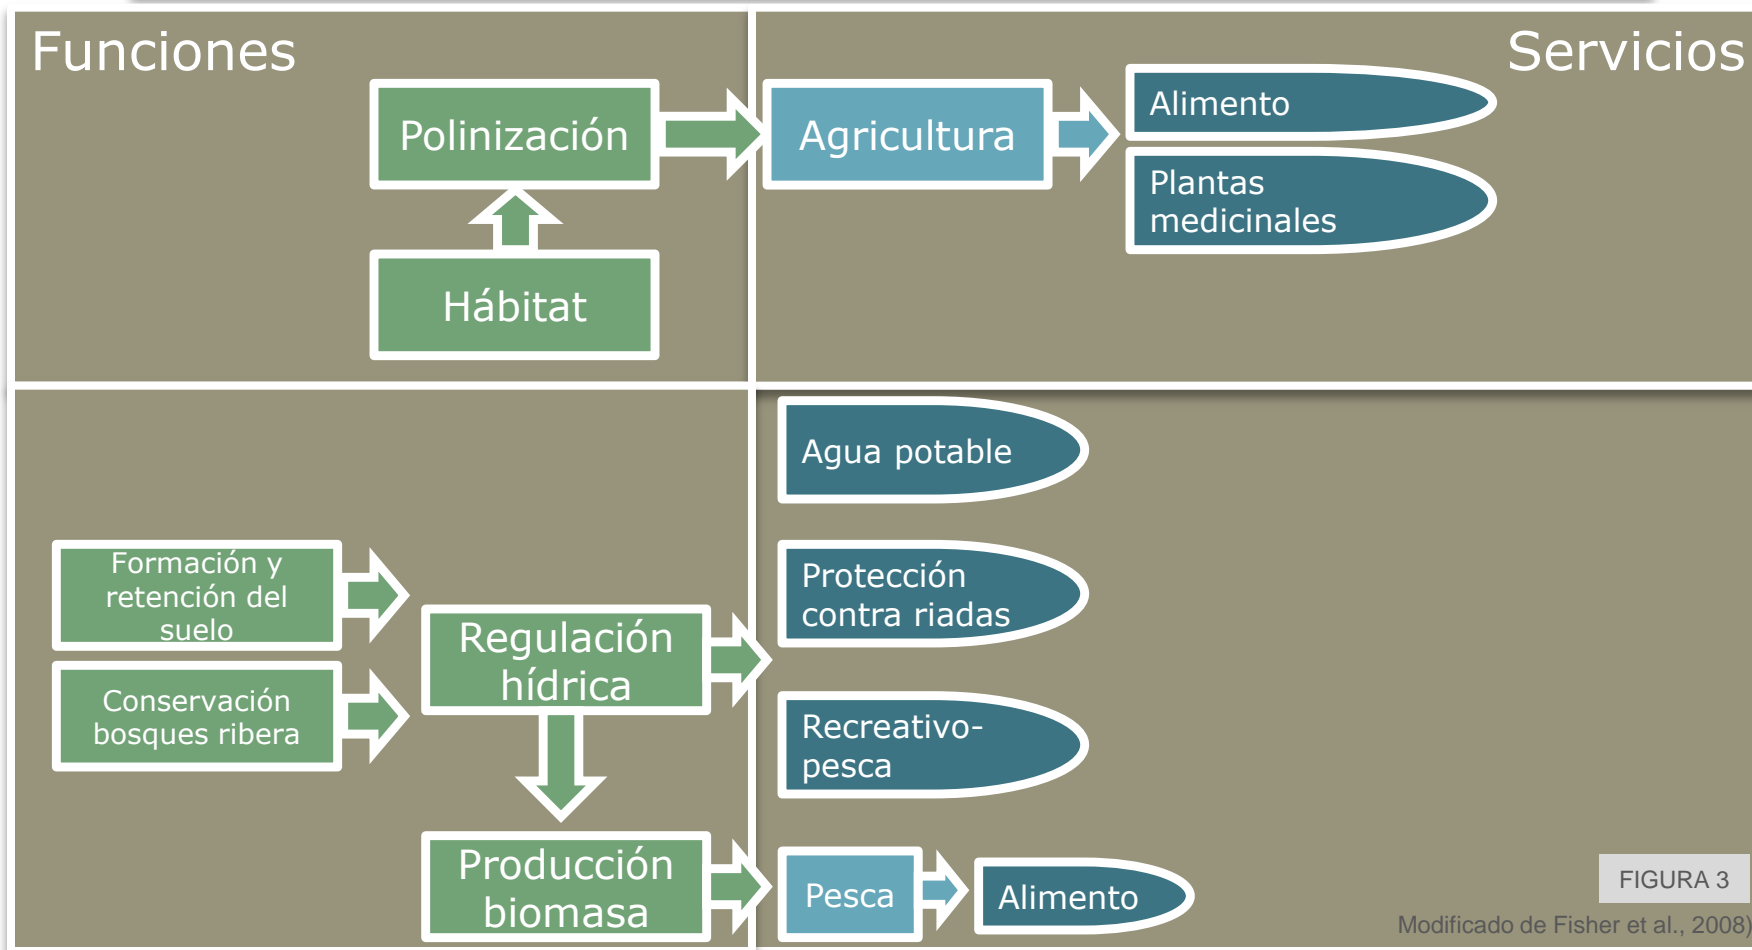 Funciones
Servicios
Polinización
Agricultura
Alimento
Plantas
medicinales
Hábitat
Agua potable
Formación y
retención del
suelo
Protección
contra riadas
Regulación
hídrica
Conservación
bosques ribera
Recreativo-
pesca
Producción
biomasa
Pesca
Alimento
FIGURA 3
Modificado de Fisher et al., 2008)